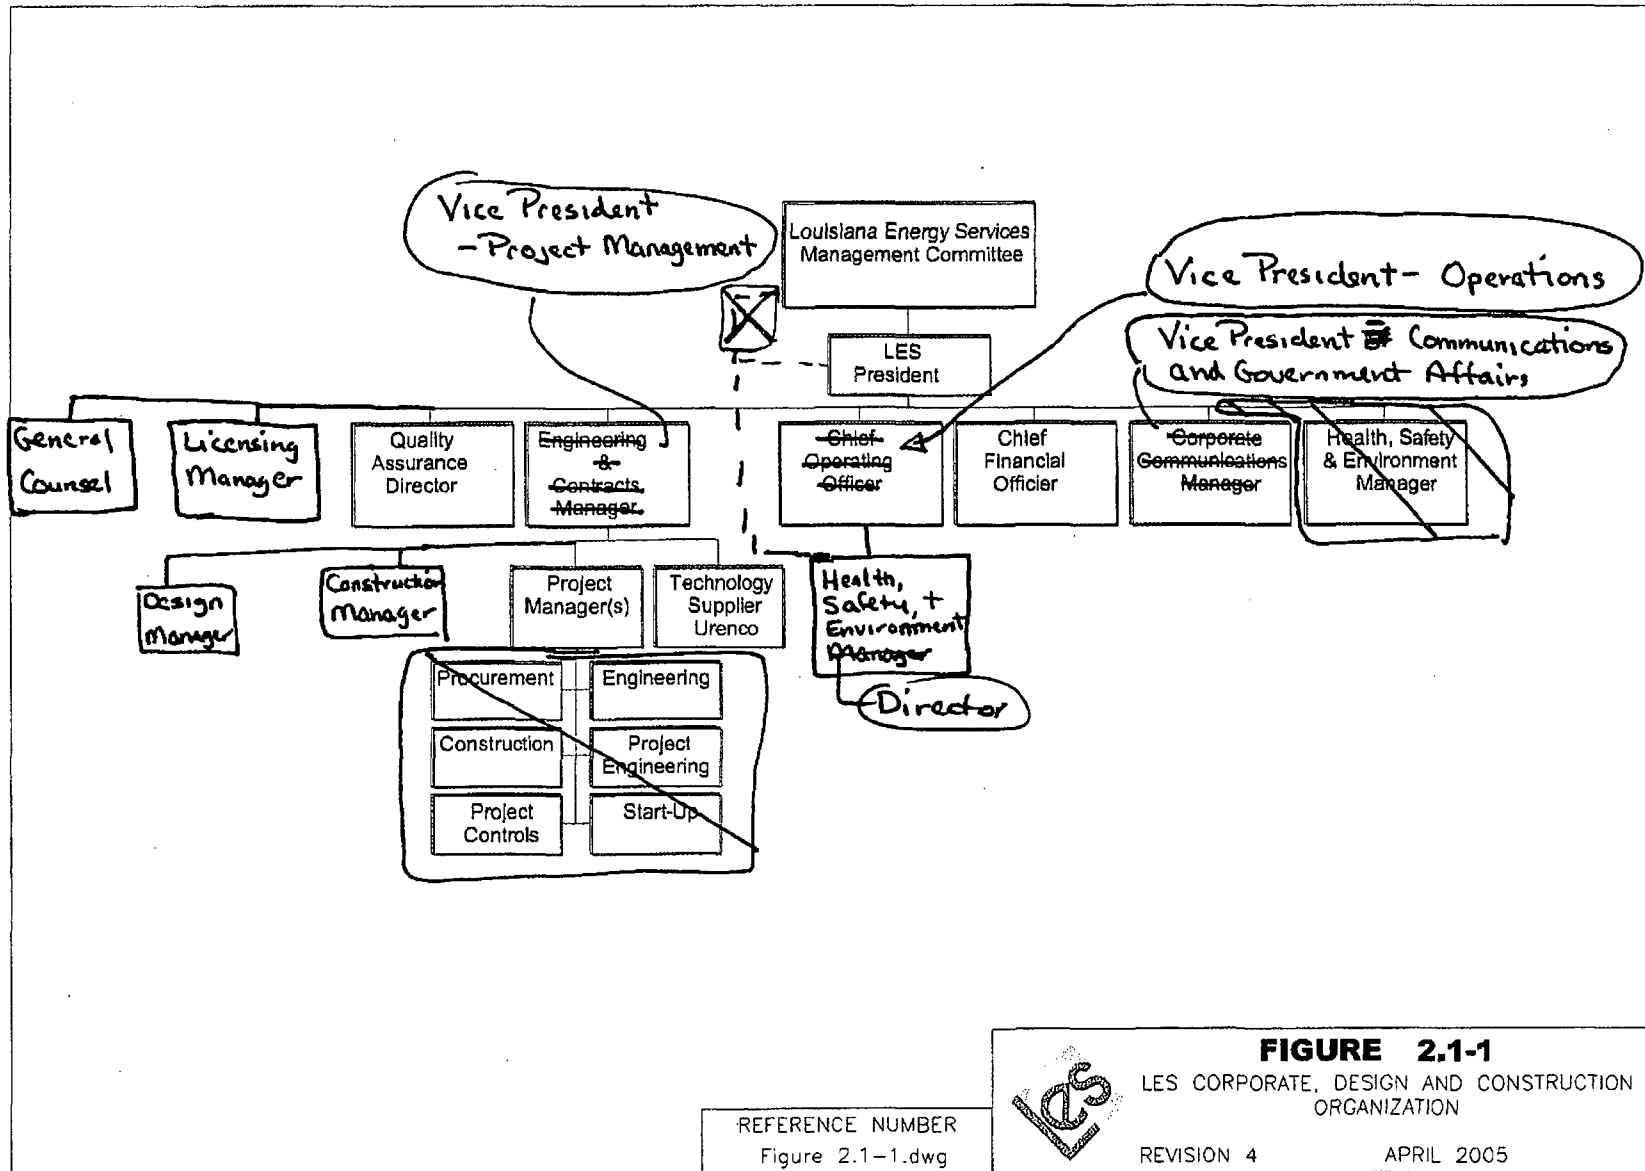 Vice President
- Project Management
Louisiana Energy Services
Management Committee
Vice President - Operations
Vice President Communications
and Government Affairs
LES
President
General
Counsel
Licensing
Manager
Quality
Assurance
Director
Engineering
&
Contracts
Manager
Chief
Operating
Officer
Chief
Financial
Officier
Corporate
Communications
Manager
Health, Safety
& Environment
Manager
Design
Manager
Construction
Manager
Project
Manager(s)
Technology
Supplier
Urenco
Health,
Safety, +
Environment
Manager
Director
Procurement
Engineering
Construction
Project
Engineering
Project
Controls
Start-Up
REFERENCE NUMBER
Figure 2.1-1.dwg
LES
FIGURE 2.1-1
LES CORPORATE, DESIGN AND CONSTRUCTION
ORGANIZATION
REVISION 4 APRIL 2005